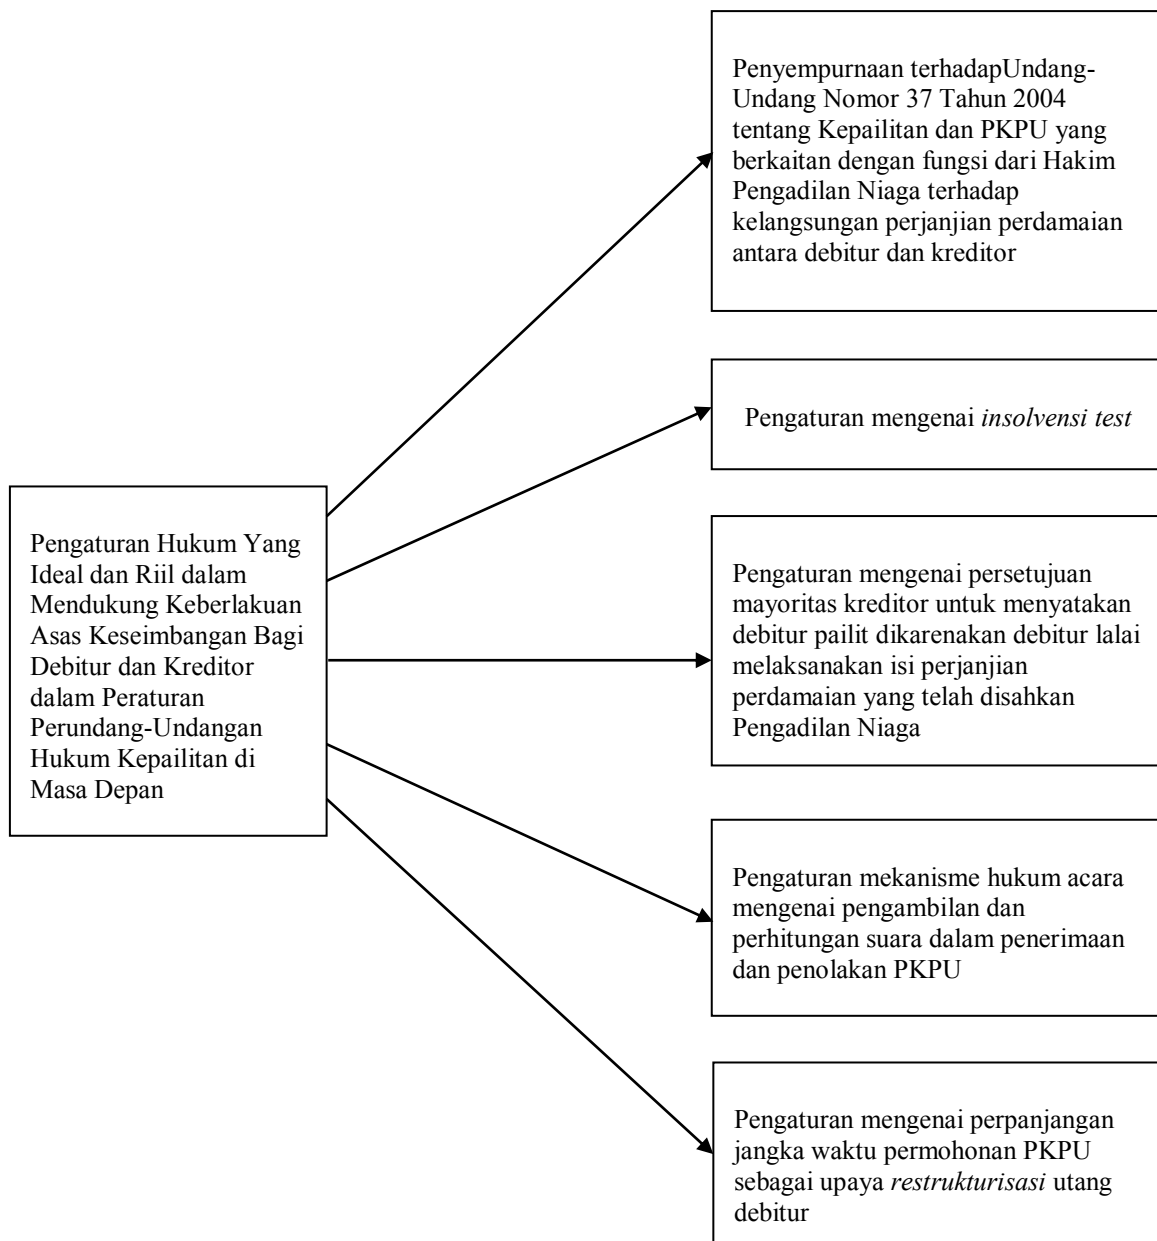 Penyempurnaan terhadapUndang-
Undang Nomor 37 Tahun 2004
tentang Kepailitan dan PKPU yang
berkaitan dengan fungsi dari Hakim
Pengadilan Niaga terhadap
kelangsungan perjanjian perdamaian
antara debitur dan kreditor
Pengaturan mengenai insolvensi test
Pengaturan Hukum Yang
Ideal dan Riil dalam
Mendukung Keberlakuan
Asas Keseimbangan Bagi
Debitur dan Kreditor
dalam Peraturan
Perundang-Undangan
Hukum Kepailitan di
Masa Depan
Pengaturan mengenai persetujuan
mayoritas kreditor untuk menyatakan
debitur pailit dikarenakan debitur lalai
melaksanakan isi perjanjian
perdamaian yang telah disahkan
Pengadilan Niaga
Pengaturan mekanisme hukum acara
mengenai pengambilan dan
perhitungan suara dalam penerimaan
dan penolakan PKPU
Pengaturan mengenai perpanjangan
jangka waktu permohonan PKPU
sebagai upaya restrukturisasi utang
debitur